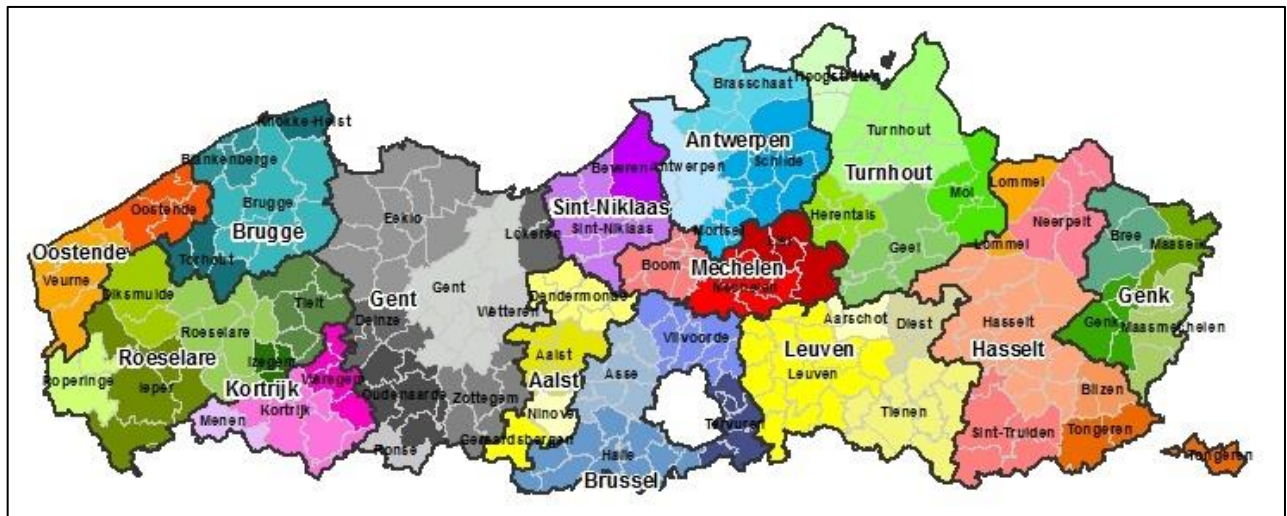 Hoogstraten
Brasschaat
Turnhout
Knokke-Heist
Antwerpen
Blankenberge
Beveren
Antwerpen
Schilde
Turnhout
Lommel
Mol
Oostende
Brugge
Sint-Niklaas
Herentals
Neerpelt
Eeklo
Brugge
Lokeren
Sint-Niklaas
Mortsel
Lier
Geel
Lommel
Bree
Maaseik
Oostende
Torhout
Boom
Mechelen
Veurne
Gent
Gent
Mechelen
Diksmuide
Tielt
Dendermonde
Genk
Wetteren
Aarschot
Diest
Hasselt
Genk
Maasmechelen
Roeselare
Deinze
Vilvoorde
Roeselare
Izegem
Aalst
Leuven
Hasselt
Poperinge
Waregem
Asse
Leuven
Ieper
Kortrijk
Aalst
Bilzen
Kortrijk
Oudenaarde
Zottegem
Ninove
Tienen
Menen
Tervuren
Sint-Truiden
Tongeren
Ronse
Geraardsbergen
Halle
Brussel
Tongeren